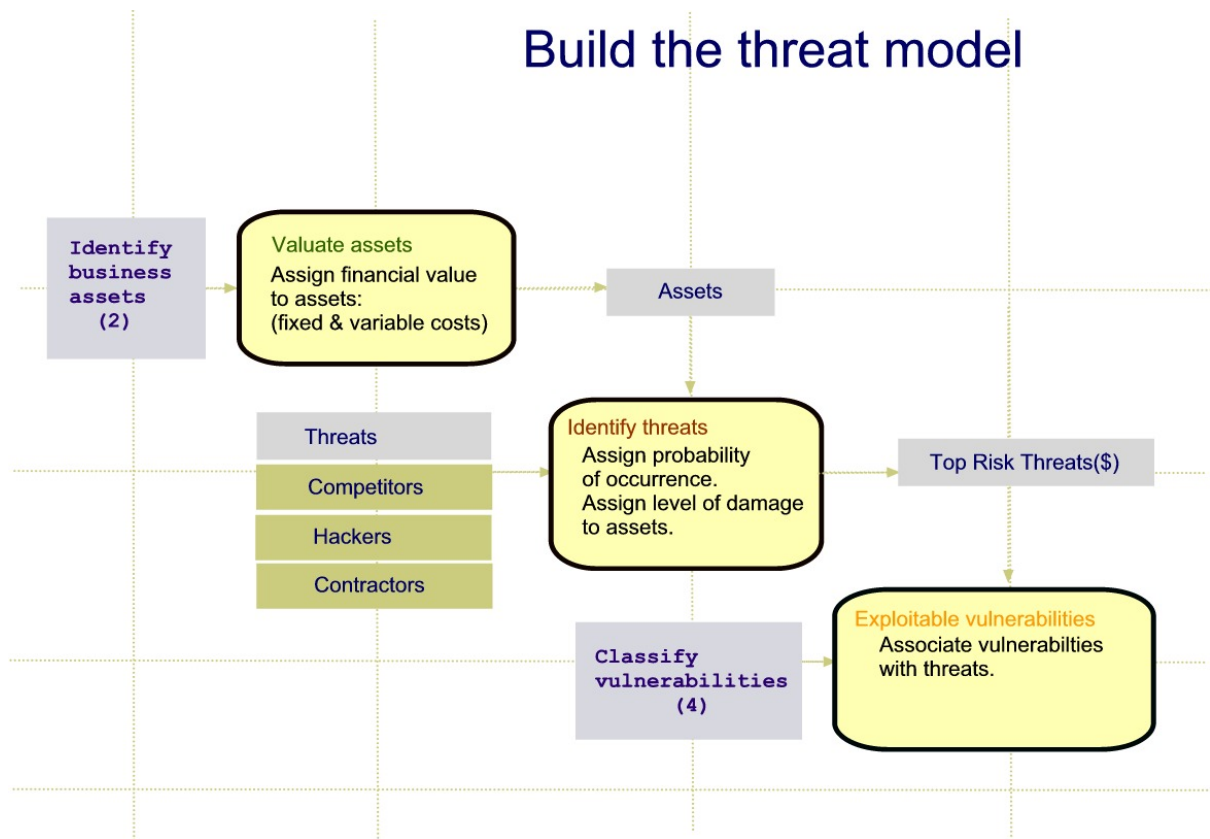 Build the threat model
Identify
business
assets
(2)
Valuate assets
Assign financial value
to assets:
(fixed & variable costs)
Assets
Threats
Competitors
Hackers
Contractors
Identify threats
Assign probability
of occurrence.
Assign level of damage
to assets.
Top Risk Threats($)
Classify
vulnerabilities
(4)
Exploitable vulnerabilities
Associate vulnerabilties
with threats.